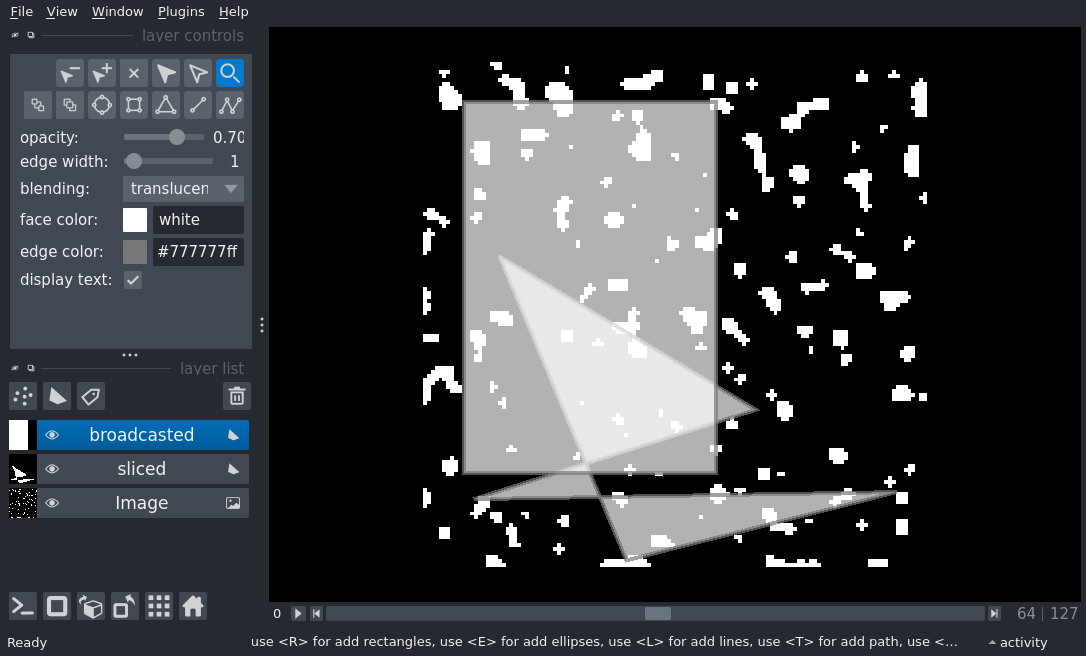 File View Window Plugins Help
layer controls
opacity: 0.70
edge width: 1
blending: translucen
face color: white
edge color: #777777ff
display text:
layer list
broadcasted
sliced
Image
0 64 127
Ready use <R> for add rectangles, use <E> for add ellipses, use <L> for add lines, use <T> for add path, use <... activity